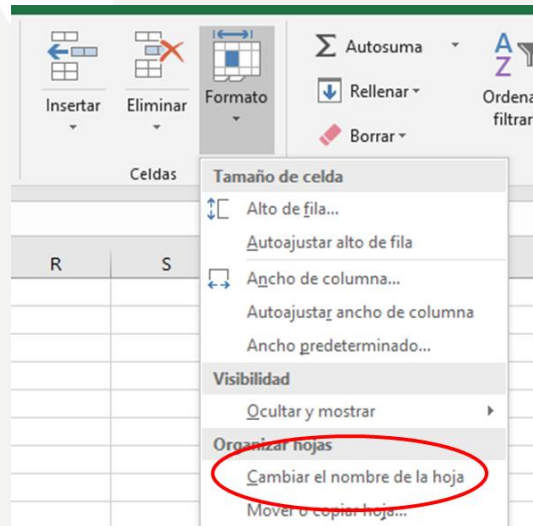 Insertar
Eliminar
Formato
Autosuma
Rellenar
Borrar
AZ
filtrar
Celdas
Tamaño de celda
Alto de fila...
Autoajustar alto de fila
R
S
Ancho de columna...
Autoajustar ancho de columna
Ancho predeterminado...
Visibilidad
Ocultar y mostrar
Organizar hojas
Cambiar el nombre de la hoja
Mover o copiar hoja...